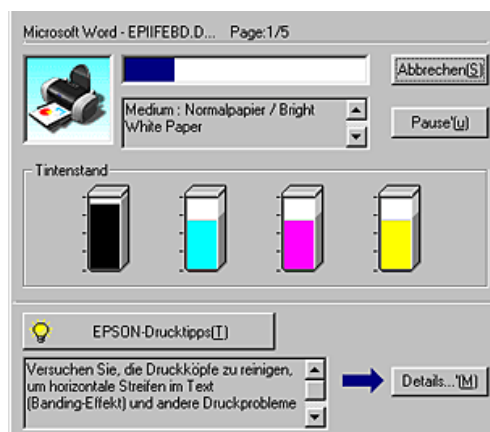 Microsoft Word - EPIIFEBD.D... Page:1/5
Abbrechen(S)
Medium : Normalpapier / Bright
White Paper
Pause'(u)
Tintenstand
EPSON-Drucktipps(T)
Versuchen Sie, die Druckköpfe zu reinigen,
um horizontale Streifen im Text
(Banding-Effekt) und andere Druckprobleme
Details...'(M)